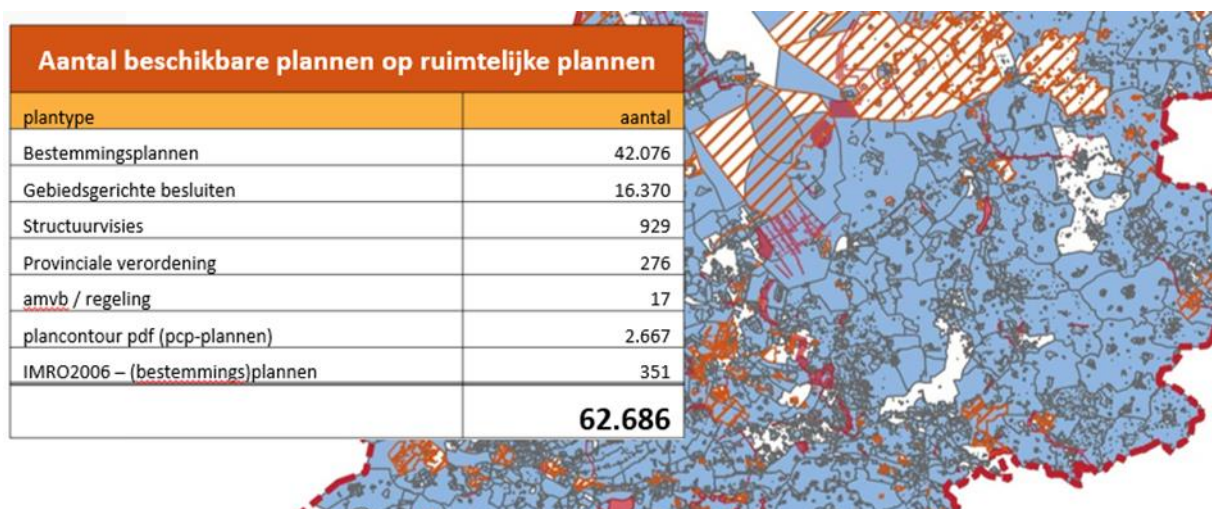 Aantal beschikbare plannen op ruimtelijke plannen
plantype aantal
Bestemmingsplannen 42.076
Gebiedsgerichte besluiten 16.370
Structuurvisies 929
Provinciale verordening 276
amvb / regeling 17
plancontour pdf (pcp-plannen) 2.667
IMRO2006 – (bestemmings)plannen 351
62.686